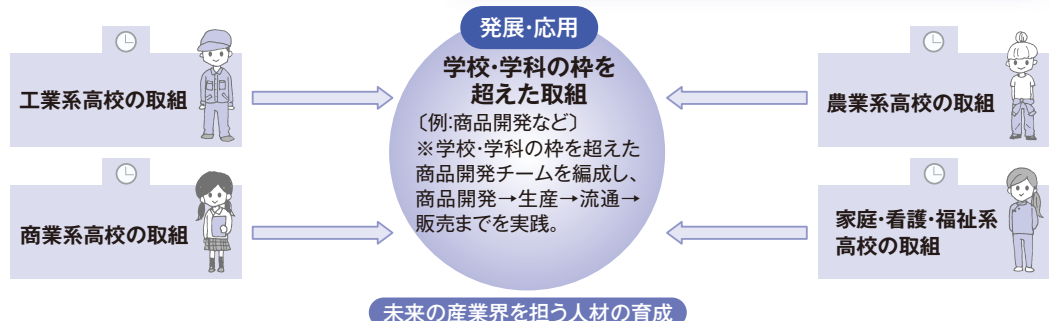 発展・応用
学校・学科の枠を
超えた取組
〔例:商品開発など〕
※学校・学科の枠を超えた
商品開発チームを編成し、
商品開発→生産→流通→
販売までを実践。
工業系高校の取組
商業系高校の取組
農業系高校の取組
家庭・看護・福祉系
高校の取組
未来の産業界を担う人材の育成